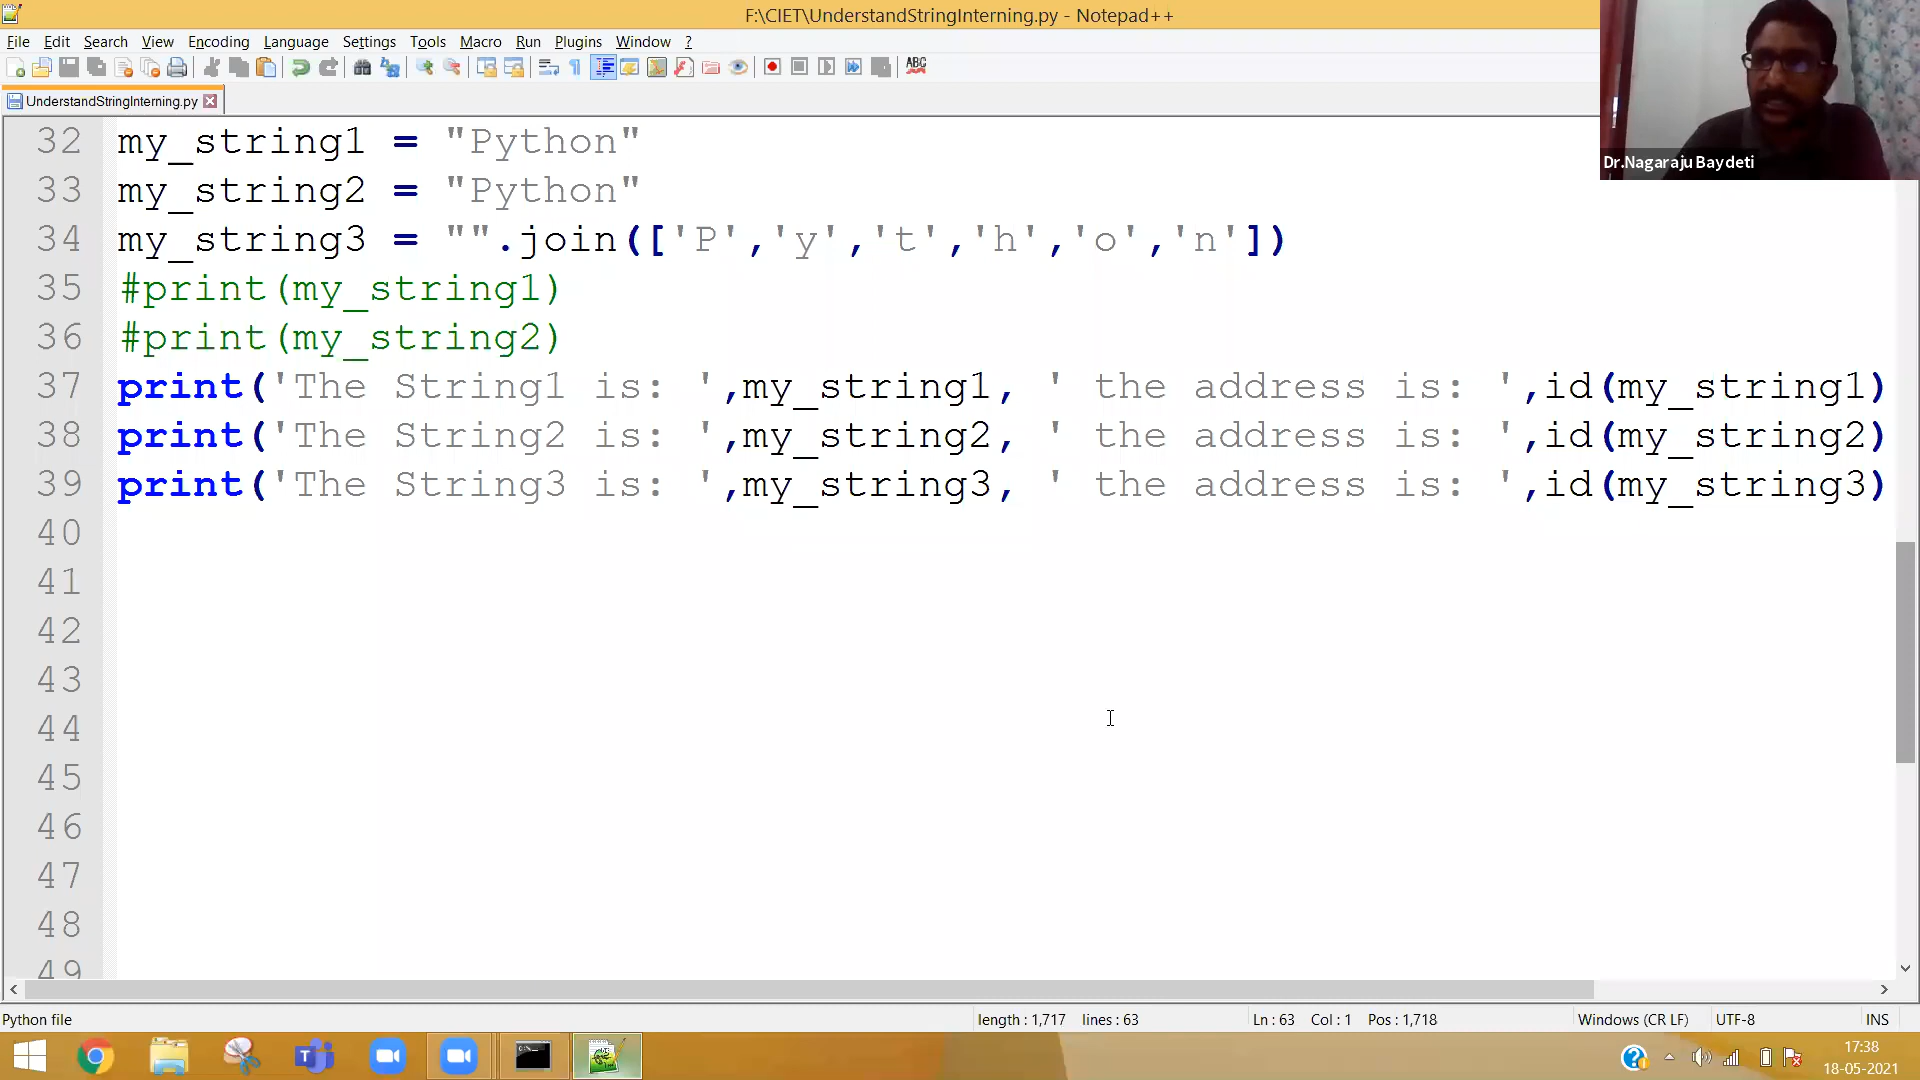 F:\CIET\UnderstandStringInterning.py - Notepad++
File Edit Search View Encoding Language Settings Tools Macro Run Plugins Window ?
ABC
UnderstandStringInterning.py
32 my_string1 = "Python"
33 my_string2 = "Python"
34 my_string3 = "".join(['P','y','t','h','o','n'])
35 #print(my_string1)
36 #print(my_string2)
37 print('The String1 is: ',my_string1, ' the address is: ',id(my_string1)
38 print('The String2 is: ',my_string2, ' the address is: ',id(my_string2)
39 print('The String3 is: ',my_string3, ' the address is: ',id(my_string3)
40
41
42
43
44
45
46
47
48
49
Dr.Nagaraju Baydeti
Python file length : 1,717 lines : 63 Ln : 63 Col : 1 Pos : 1,718 Windows (CR LF) UTF-8 INS
17:38
18-05-2021